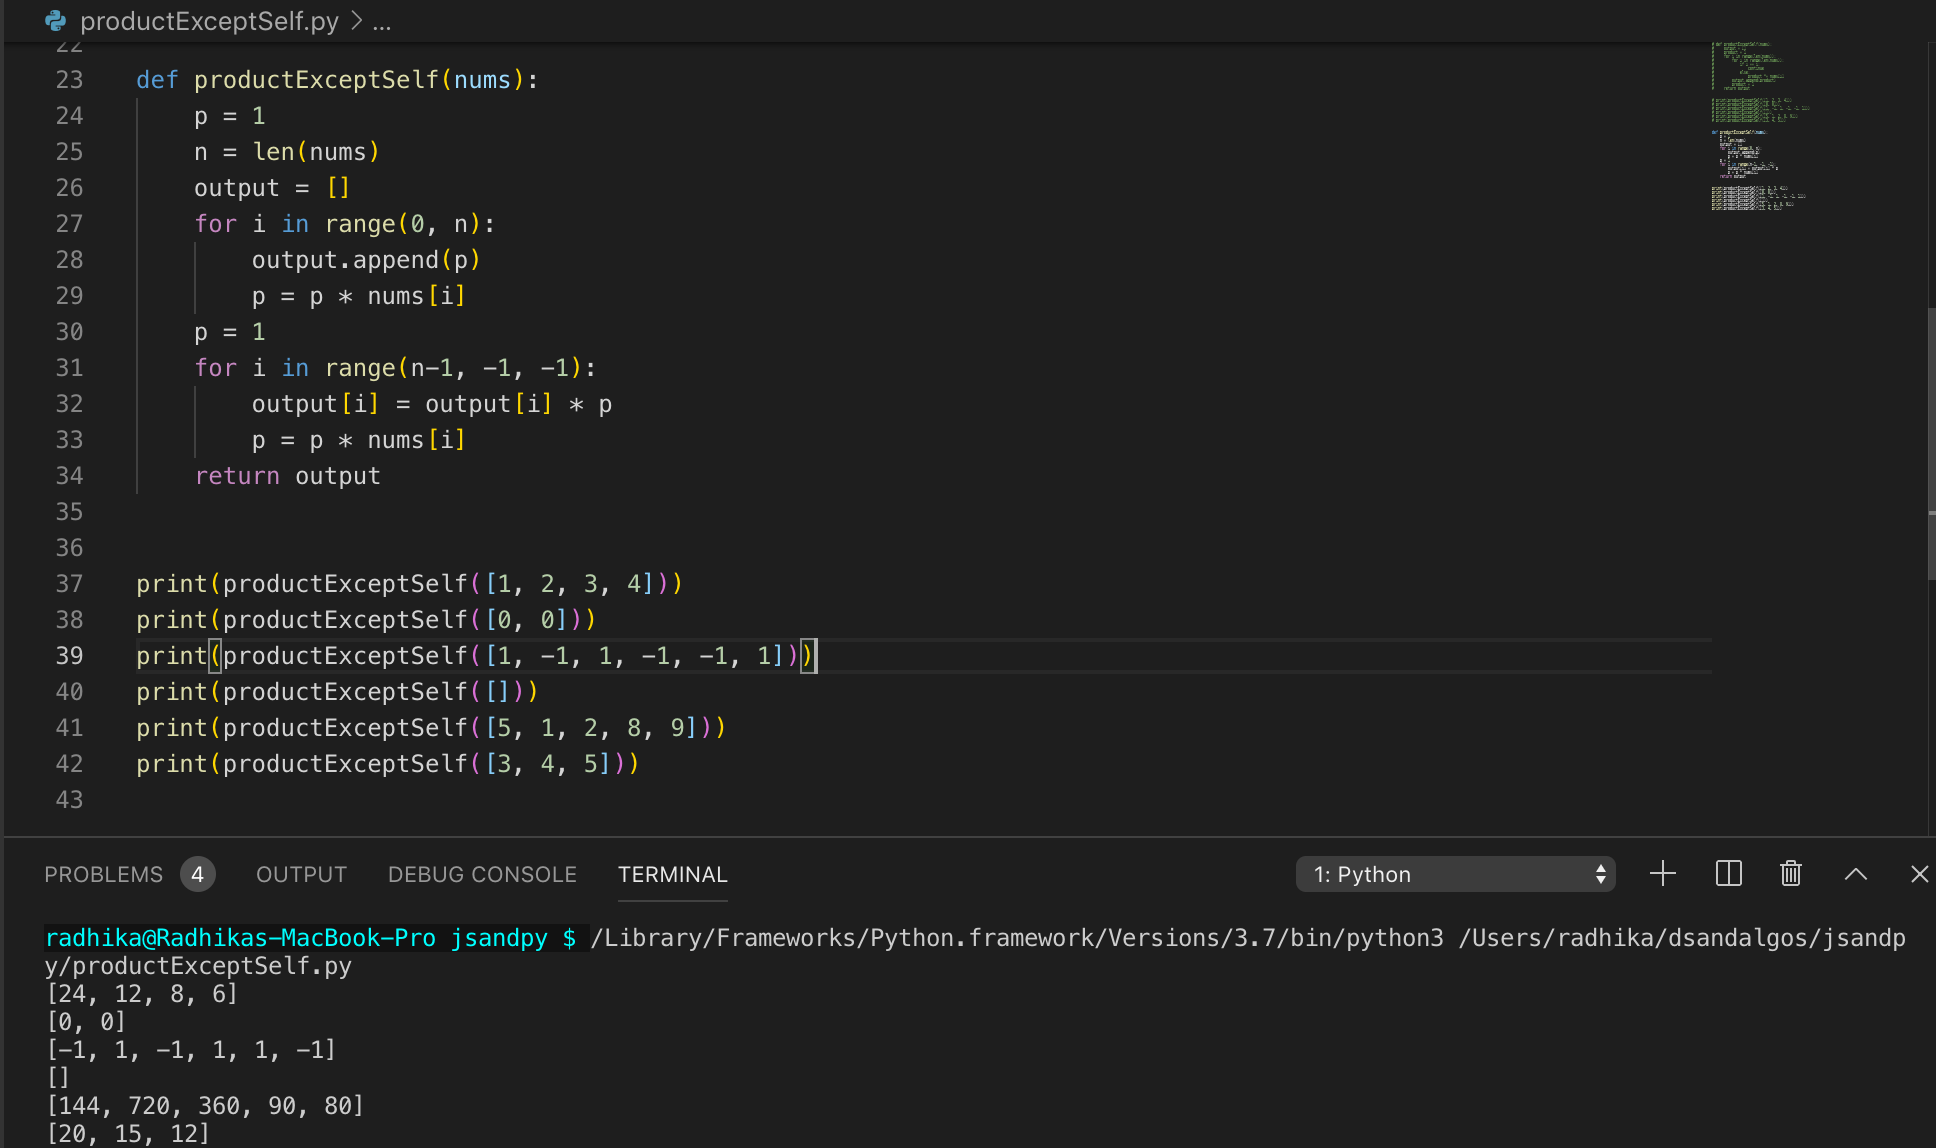 productExceptSelf.py > ...
22
23 def productExceptSelf(nums):
24     p = 1
25     n = len(nums)
26     output = []
27     for i in range(0, n):
28         output.append(p)
29         p = p * nums[i]
30     p = 1
31     for i in range(n-1, -1, -1):
32         output[i] = output[i] * p
33         p = p * nums[i]
34     return output
35
36
37 print(productExceptSelf([1, 2, 3, 4]))
38 print(productExceptSelf([0, 0]))
39 print(productExceptSelf([1, -1, 1, -1, -1, 1]))
40 print(productExceptSelf([]))
41 print(productExceptSelf([5, 1, 2, 8, 9]))
42 print(productExceptSelf([3, 4, 5]))
43
PROBLEMS 4 OUTPUT DEBUG CONSOLE TERMINAL 1: Python
radhika@Radhikas-MacBook-Pro jsandpy $ /Library/Frameworks/Python.framework/Versions/3.7/bin/python3 /Users/radhika/dsandalgos/jsandp
y/productExceptSelf.py
[24, 12, 8, 6]
[0, 0]
[-1, 1, -1, 1, 1, -1]
[]
[144, 720, 360, 90, 80]
[20, 15, 12]